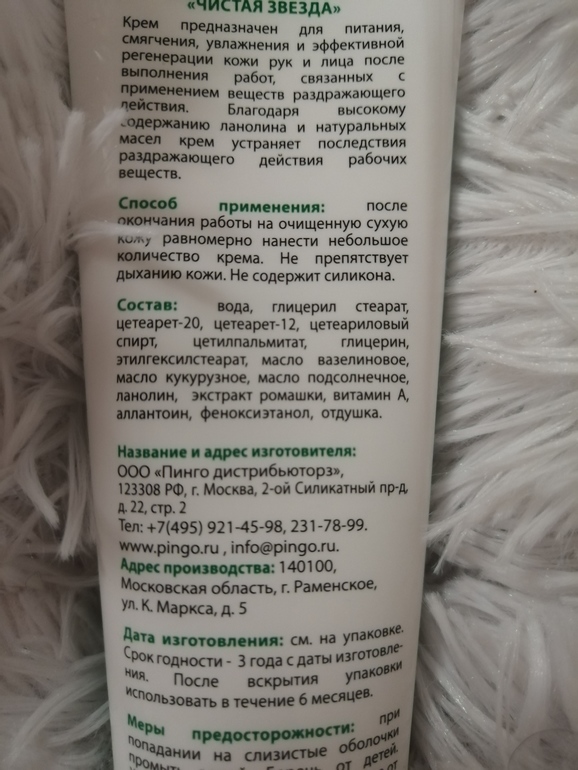 «ЧИСТАЯ ЗВЕЗДА»
Крем предназначен для питания,
смягчения, увлажнения и эффективной
регенерации кожи рук и лица после
выполнения работ, связанных с
применением веществ раздражающего
действия. Благодаря высокому
содержанию ланолина и натуральных
масел крем устраняет последствия
раздражающего действия рабочих
веществ.
Способ применения: после
окончания работы на очищенную сухую
кожу равномерно нанести небольшое
количество крема. Не препятствует
дыханию кожи. Не содержит силикона.
Состав: вода, глицерил стеарат,
цетеарет-20, цетеарет-12, цетеариловый
спирт, цетилпальмитат, глицерин,
этилгексилстеарат, масло вазелиновое,
масло кукурузное, масло подсолнечное,
ланолин, экстракт ромашки, витамин А,
аллантоин, феноксиэтанол, отдушка.
Название и адрес изготовителя:
ООО «Пинго дистрибьюторз»,
123308 РФ, г. Москва, 2-ой Силикатный пр-д,
д. 22, стр. 2
Тел: +7(495) 921-45-98, 231-78-99.
www.pingo.ru , info@pingo.ru.
Адрес производства: 140100,
Московская область, г. Раменское,
ул. К. Маркса, д. 5
Дата изготовления: см. на упаковке.
Срок годности - 3 года с даты изготовле-
ния. После вскрытия упаковки
использовать в течение 6 месяцев.
Меры предосторожности: при
попадании на слизистые оболочки
промыть от детей.